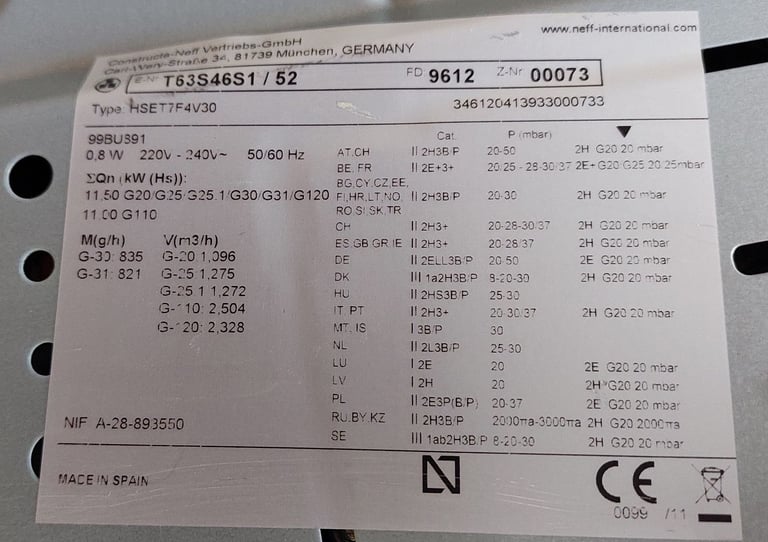 Constructa-Neff Vertriebs-GmbH
Carl-Wery-Straße 34, 81739 München, GERMANY
www.neff-international.com
E-Nr T63S46S1 / 52 FD 9612 Z-Nr 00073
Type: HSET7F4V30 346120413933000733
99BUS91
0,8 W 220V - 240V~ 50/60 Hz
ΣQn (kW (Hs)):
11,50 G20/G25/G25.1/G30/G31/G120
11,00 G110
M(g/h) V(m3/h)
G-30: 835 G-20 1,096
G-31: 821 G-25 1,275
G-25 1 1,272
G-110: 2,504
G-120: 2,328
NIF A-28-893550
Cat. P (mbar) ▼
AT,CH II 2H3B/P 20-50 2H G20 20 mbar
BE, FR II 2E+3+ 20/25 - 28-30/37 2E+ G20/G25 20 25mbar
BG,CY,CZ,EE,
FI,HR,LT,NO, II 2H3B/P 20-30 2H G20 20 mbar
RO,SI,SK,TR
CH II 2H3+ 20-28-30/37 2H G20 20 mbar
ES,GB,GR,IE II 2H3+ 20-28/37 2H G20 20 mbar
DE II 2ELL3B/P 20-50 2E G20 20 mbar
DK III 1a2H3B/P 8-20-30 2H G20 20 mbar
HU II 2HS3B/P 25-30
IT, PT II 2H3+ 20-30/37 2H G20 20 mbar
MT, IS I 3B/P 30
NL II 2L3B/P 25-30
LU I 2E 20 2E G20 20 mbar
LV I 2H 20 2H G20 20 mbar
PL II 2E3P(B/P) 20-37 2E G20 20 mbar
RU,BY,KZ II 2H3B/P 2000πa-3000πa 2H G20 2000πa
SE III 1ab2H3B/P 8-20-30 2H G20 20 mbar
MADE IN SPAIN
N
CE
0099 /11